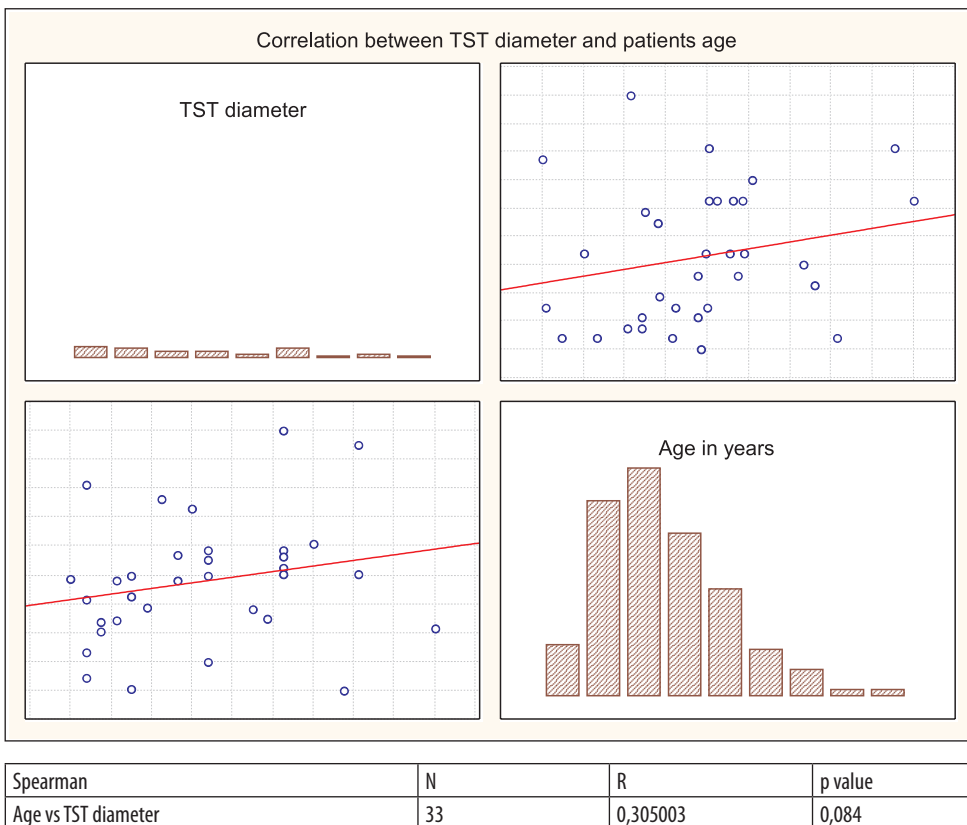 Correlation between TST diameter and patients age
TST diameter
Age in years
Spearman N R p value
Age vs TST diameter 33 0,305003 0,084